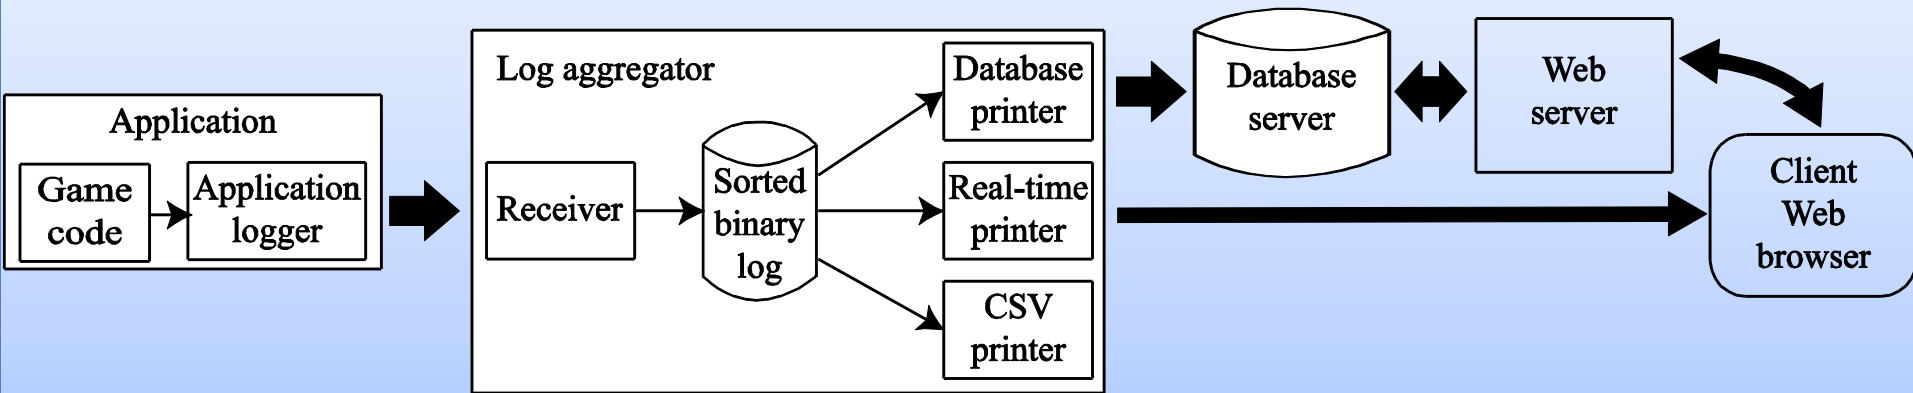 Application
Game
code
Application
logger
Log aggregator
Receiver
Sorted
binary
log
Database
printer
Real-time
printer
CSV
printer
Database
server
Web
server
Client
Web
browser